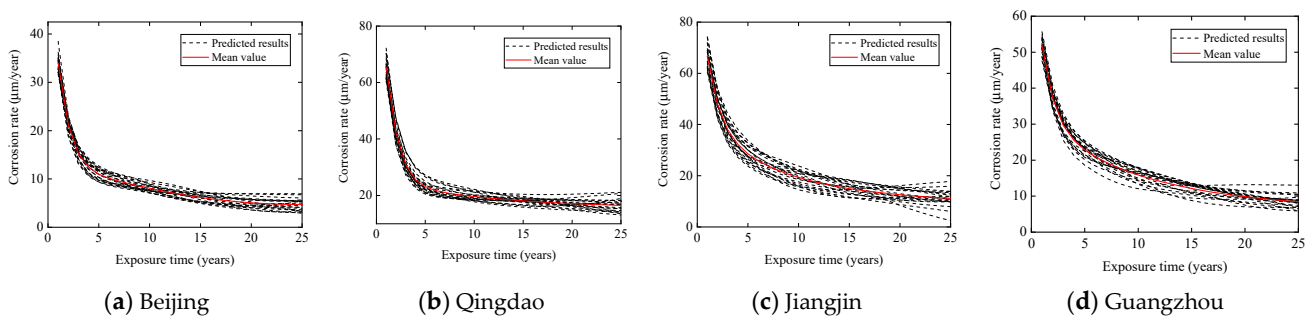 Corrosion rate (μm/year)
40
30
20
10
0
0 5 10 15 20 25
Exposure time (years)
Predicted results
Mean value
(a) Beijing
Corrosion rate (μm/year)
80
60
40
20
0 5 10 15 20 25
Exposure time (years)
Predicted results
Mean value
(b) Qingdao
Corrosion rate (μm/year)
80
60
40
20
0
0 5 10 15 20 25
Exposure time (years)
Predicted results
Mean value
(c) Jiangjin
Corrosion rate (μm/year)
60
50
40
30
20
10
0
0 5 10 15 20 25
Exposure time (years)
Predicted results
Mean value
(d) Guangzhou